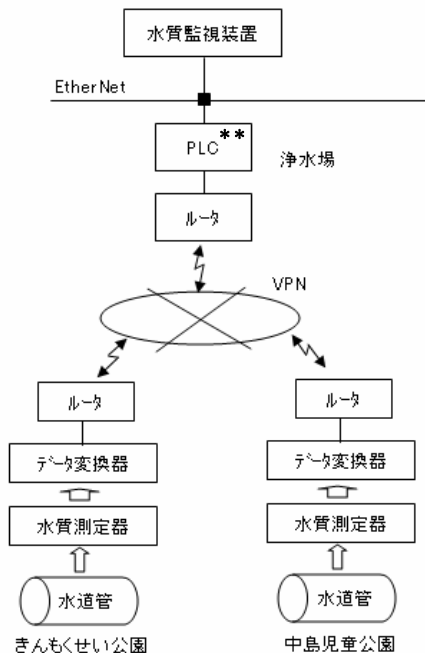 水質監視装置
EtherNet
PLC**
浄水場
ルータ
VPN
ルータ
ルータ
データ変換器
データ変換器
水質測定器
水質測定器
水道管
水道管
きんもくせい公園
中島児童公園